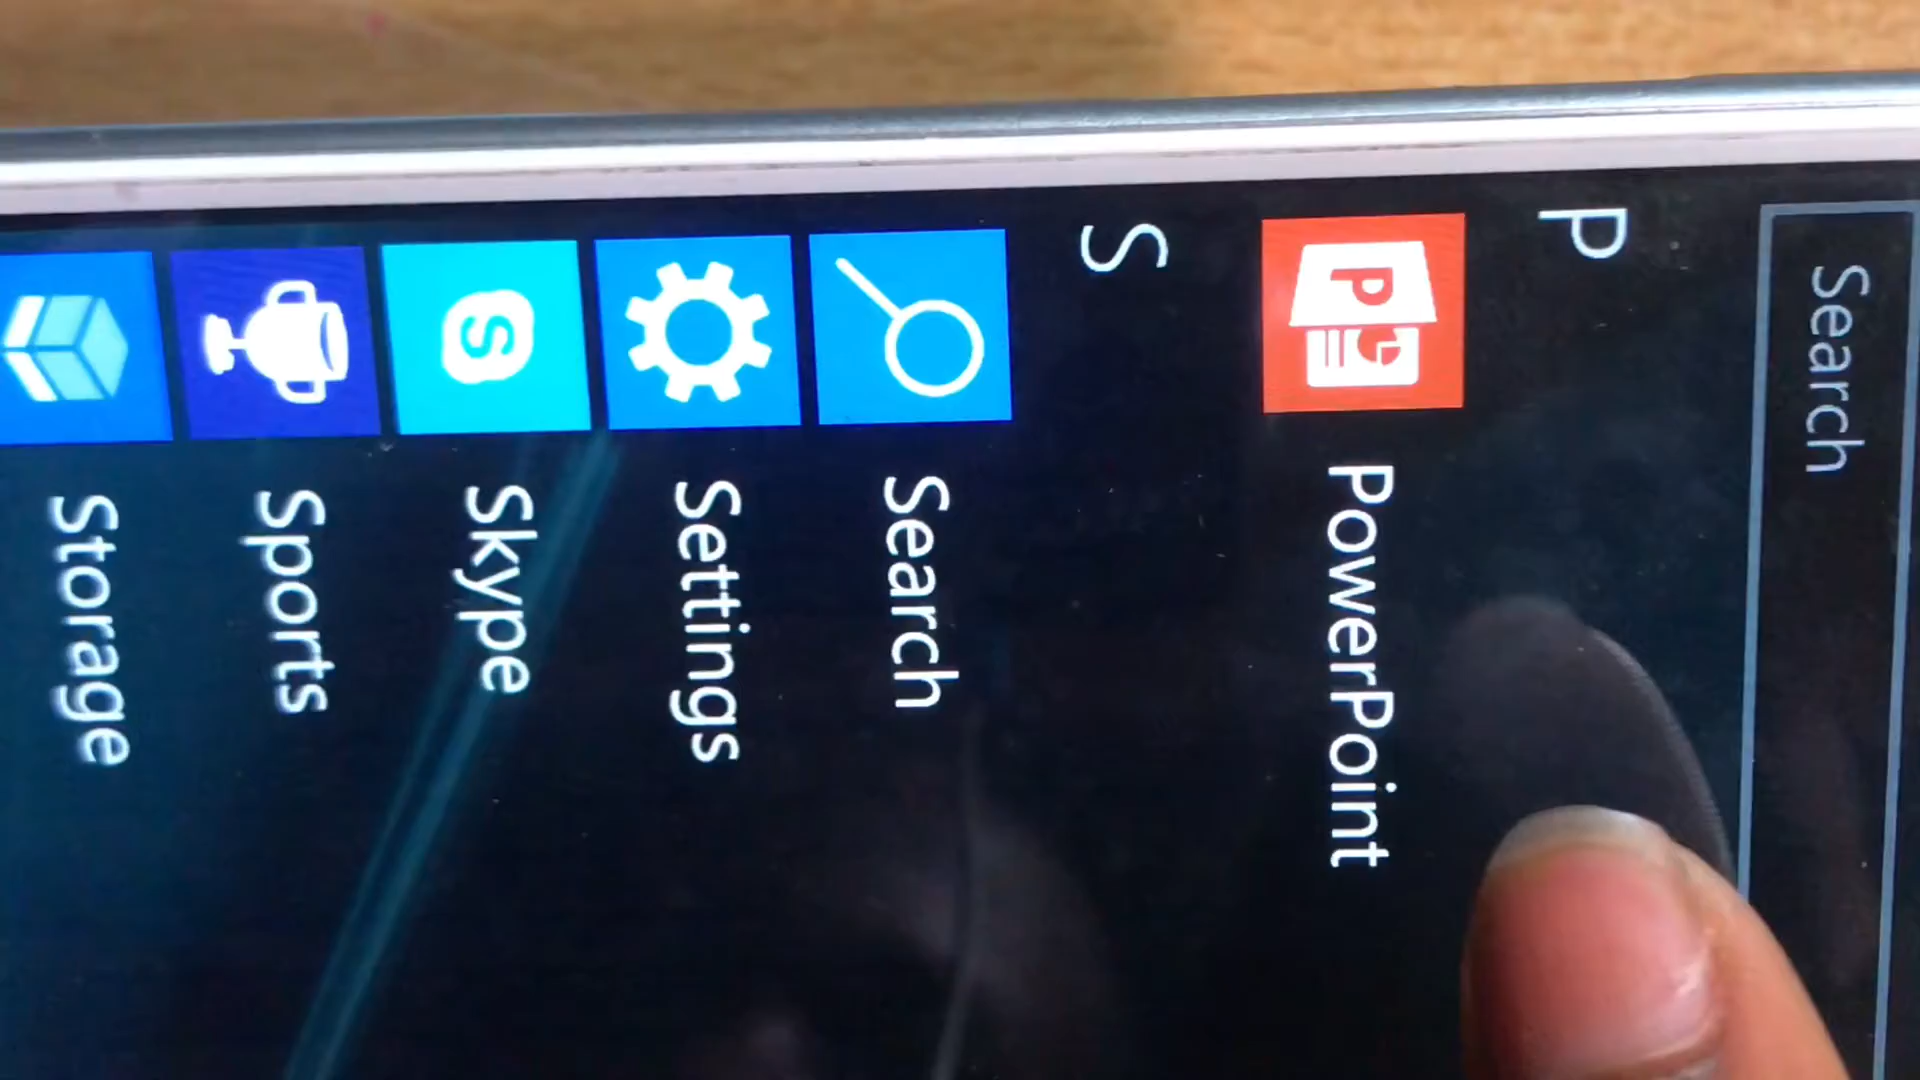 Search
P
P
PowerPoint
S
Search
Settings
S
Skype
Sports
Storage